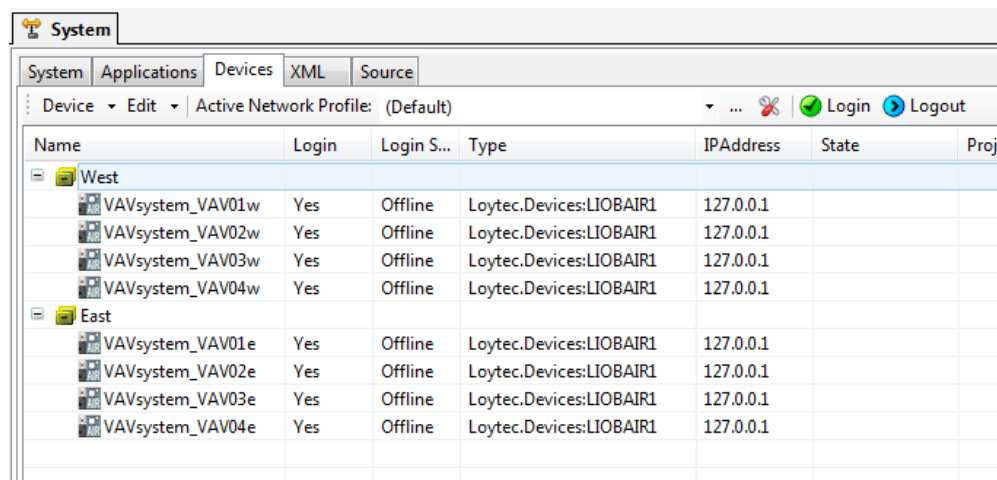 System
System Applications Devices XML Source
Device Edit Active Network Profile: (Default) ... Login Logout
Name Login Login S... Type IPAddress State Proj
West
VAVsystem_VAV01w Yes Offline Loytec.Devices:LIOBAIR1 127.0.0.1
VAVsystem_VAV02w Yes Offline Loytec.Devices:LIOBAIR1 127.0.0.1
VAVsystem_VAV03w Yes Offline Loytec.Devices:LIOBAIR1 127.0.0.1
VAVsystem_VAV04w Yes Offline Loytec.Devices:LIOBAIR1 127.0.0.1
East
VAVsystem_VAV01e Yes Offline Loytec.Devices:LIOBAIR1 127.0.0.1
VAVsystem_VAV02e Yes Offline Loytec.Devices:LIOBAIR1 127.0.0.1
VAVsystem_VAV03e Yes Offline Loytec.Devices:LIOBAIR1 127.0.0.1
VAVsystem_VAV04e Yes Offline Loytec.Devices:LIOBAIR1 127.0.0.1